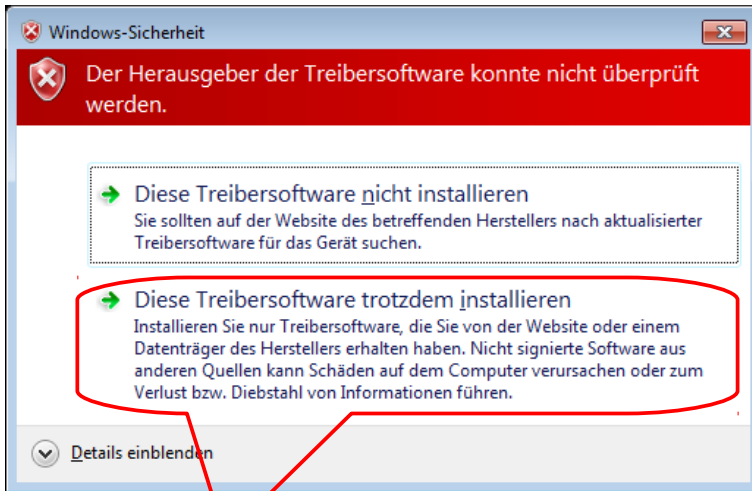 Windows-Sicherheit
Der Herausgeber der Treibersoftware konnte nicht überprüft
werden.
Diese Treibersoftware nicht installieren
Sie sollten auf der Website des betreffenden Herstellers nach aktualisierter
Treibersoftware für das Gerät suchen.
Diese Treibersoftware trotzdem installieren
Installieren Sie nur Treibersoftware, die Sie von der Website oder einem
Datenträger des Herstellers erhalten haben. Nicht signierte Software aus
anderen Quellen kann Schäden auf dem Computer verursachen oder zum
Verlust bzw. Diebstahl von Informationen führen.
Details einblenden